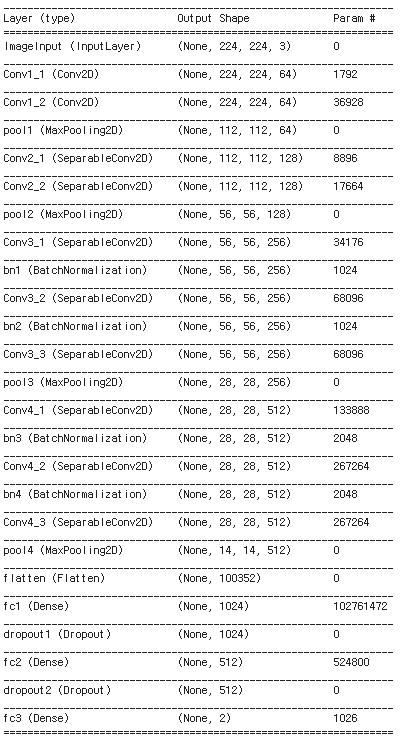 Layer (type) Output Shape Param #
ImageInput (InputLayer) (None, 224, 224, 3) 0
Conv1_1 (Conv2D) (None, 224, 224, 64) 1792
Conv1_2 (Conv2D) (None, 224, 224, 64) 36928
pool1 (MaxPooling2D) (None, 112, 112, 64) 0
Conv2_1 (SeparableConv2D) (None, 112, 112, 128) 8896
Conv2_2 (SeparableConv2D) (None, 112, 112, 128) 17664
pool2 (MaxPooling2D) (None, 56, 56, 128) 0
Conv3_1 (SeparableConv2D) (None, 56, 56, 256) 34176
bn1 (BatchNormalization) (None, 56, 56, 256) 1024
Conv3_2 (SeparableConv2D) (None, 56, 56, 256) 68096
bn2 (BatchNormalization) (None, 56, 56, 256) 1024
Conv3_3 (SeparableConv2D) (None, 56, 56, 256) 68096
pool3 (MaxPooling2D) (None, 28, 28, 256) 0
Conv4_1 (SeparableConv2D) (None, 28, 28, 512) 133888
bn3 (BatchNormalization) (None, 28, 28, 512) 2048
Conv4_2 (SeparableConv2D) (None, 28, 28, 512) 267264
bn4 (BatchNormalization) (None, 28, 28, 512) 2048
Conv4_3 (SeparableConv2D) (None, 28, 28, 512) 267264
pool4 (MaxPooling2D) (None, 14, 14, 512) 0
flatten (Flatten) (None, 100352) 0
fc1 (Dense) (None, 1024) 102761472
dropout1 (Dropout) (None, 1024) 0
fc2 (Dense) (None, 512) 524800
dropout2 (Dropout) (None, 512) 0
fc3 (Dense) (None, 2) 1026